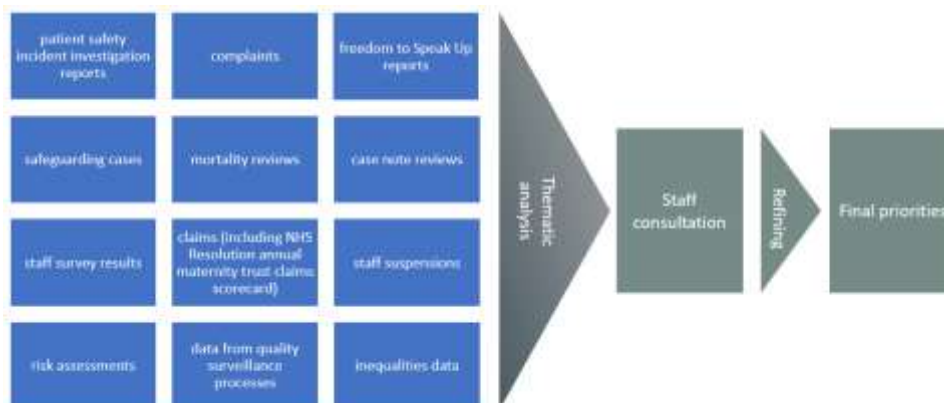 patient safety
incident investigation
reports
complaints
freedom to Speak Up
reports
safeguarding cases
mortality reviews
case note reviews
staff survey results
claims (including NHS
Resolution annual
maternity trust claims
scorecard)
staff suspensions
risk assessments
data from quality
surveillance
processes
inequalities data
Thematic
analysis
Staff
consultation
Refining
Final priorities